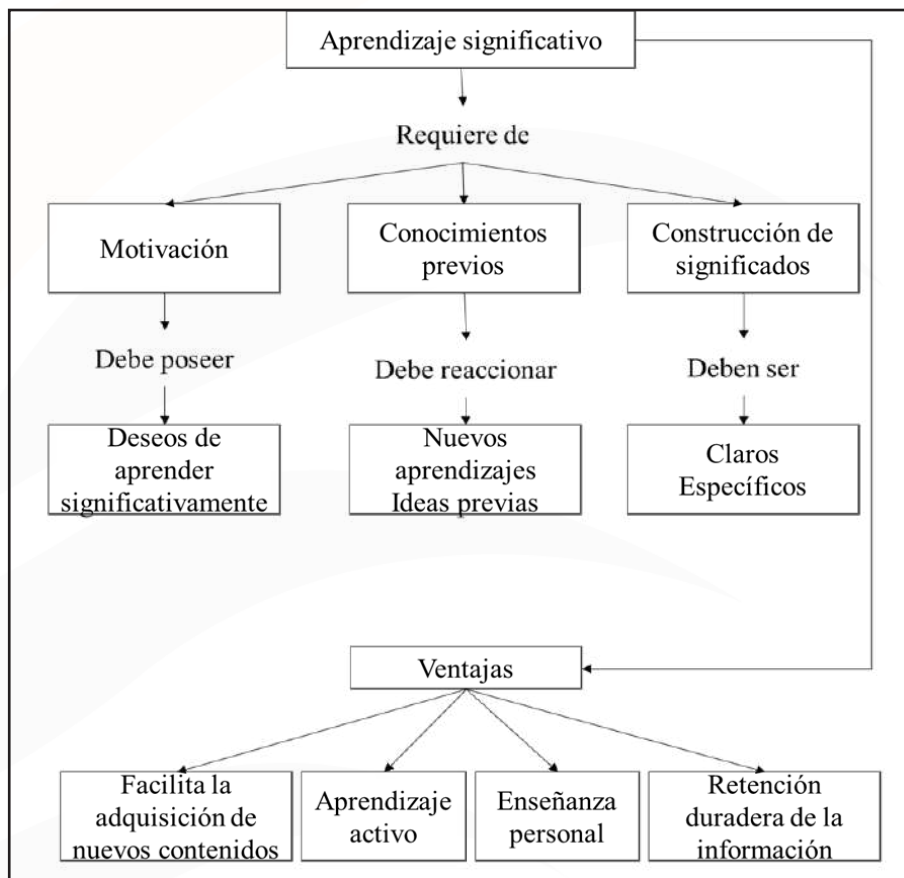 Aprendizaje significativo
Requiere de
Motivación
Conocimientos
previos
Construcción de
significados
Debe poseer
Debe reaccionar
Deben ser
Deseos de
aprender
significativamente
Nuevos
aprendizajes
Ideas previas
Claros
Específicos
Ventajas
Facilita la
adquisición de
nuevos contenidos
Aprendizaje
activo
Enseñanza
personal
Retención
duradera de la
información